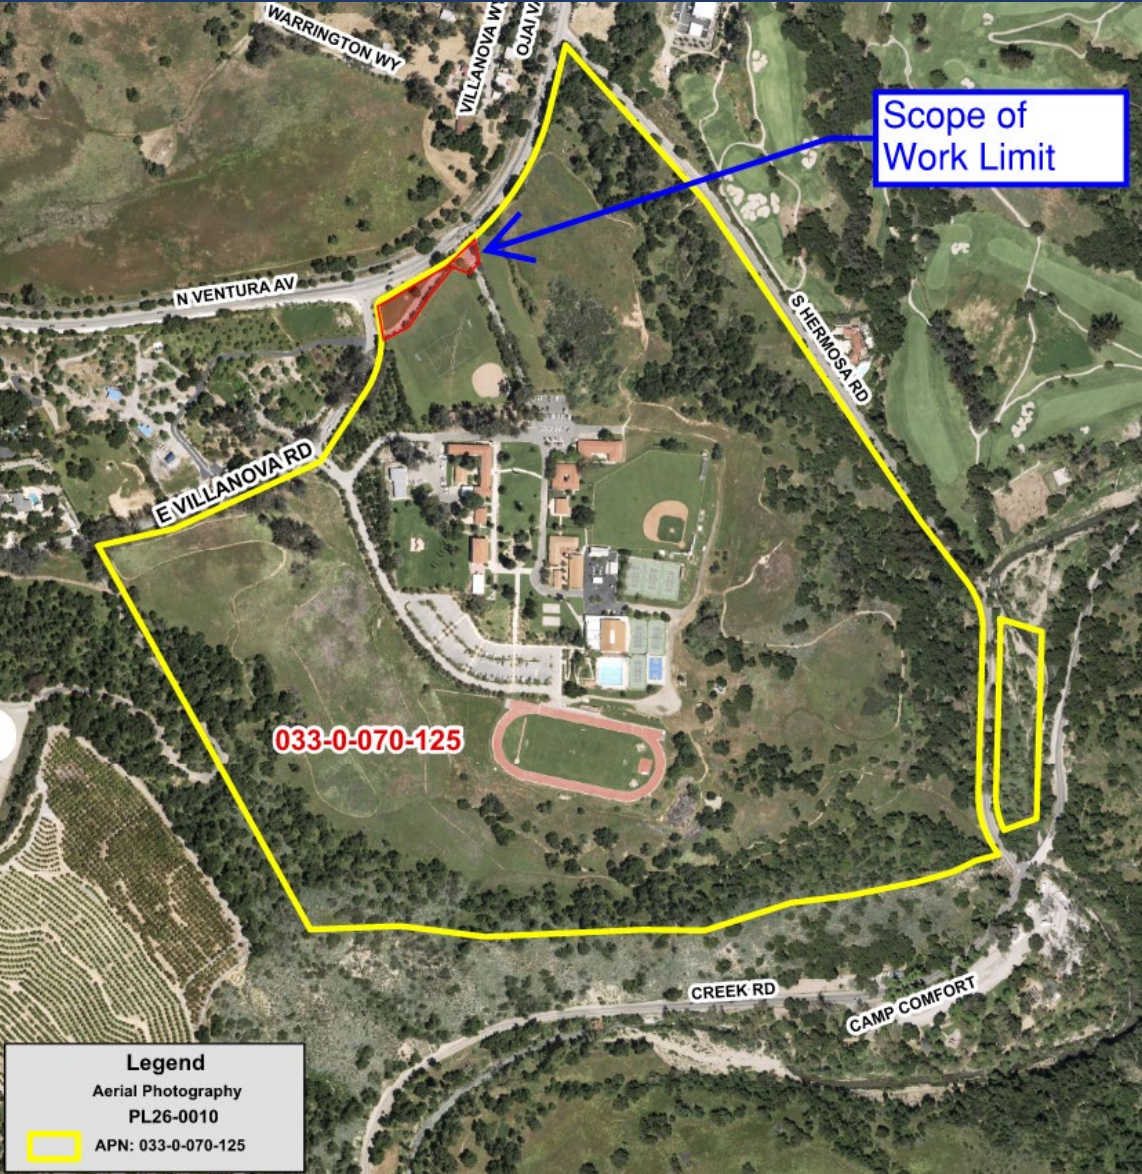 WARRINGTON WY
VILLANOVA WY
OJAI V
Scope of
Work Limit
N VENTURA AV
S HERMOSA RD
E VILLANOVA RD
033-0-070-125
CREEK RD
CAMP COMFORT
Legend
Aerial Photography
PL26-0010
APN: 033-0-070-125